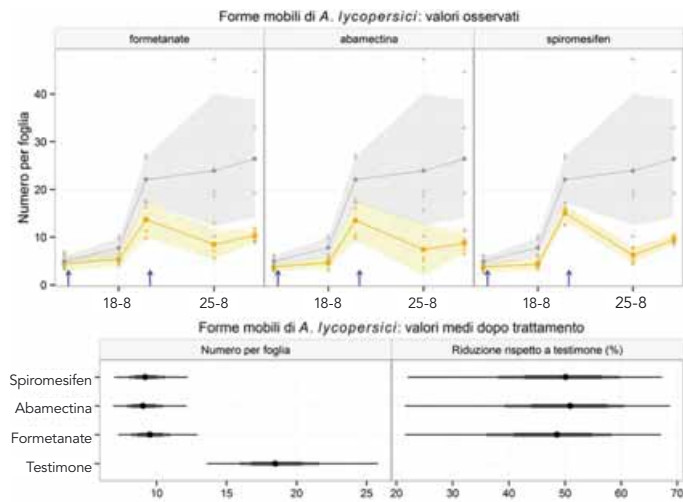 Forme mobili di A. lycopersici: valori osservati
formetanate abamectina spiromesifen
Numero per foglia
40
30
20
10
0
18-8 25-8 18-8 25-8 18-8 25-8
Forme mobili di A. lycopersici: valori medi dopo trattamento
Numero per foglia Riduzione rispetto a testimone (%)
Spiromesifen
Abamectina
Formetanate
Testimone
10 15 20 25 20 30 40 50 60 70